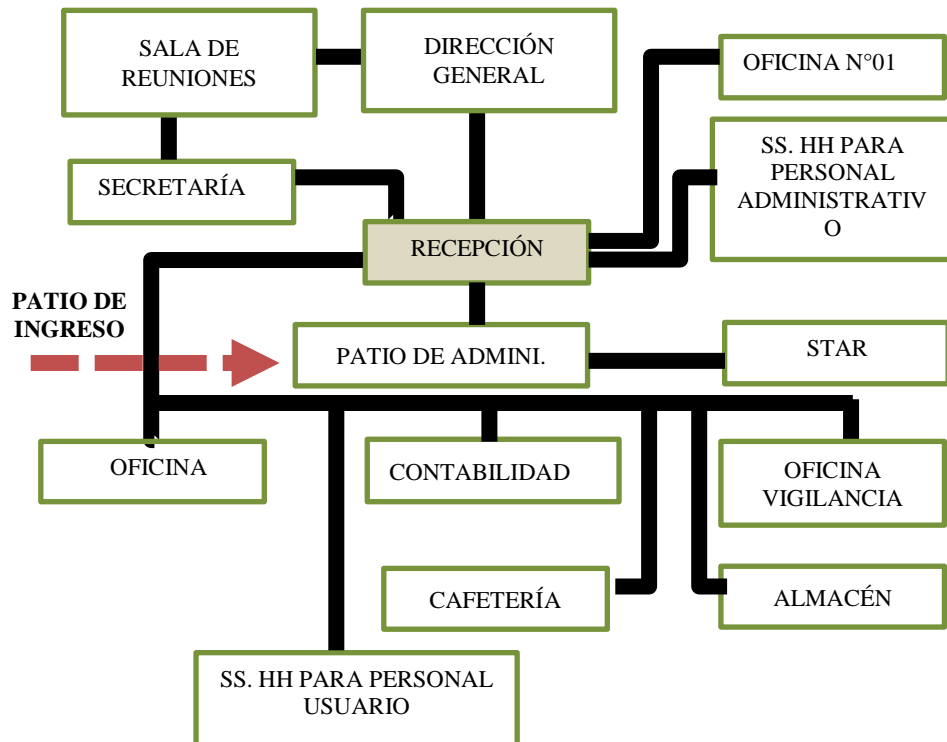 SALA DE
REUNIONES
DIRECCIÓN
GENERAL
OFICINA N°01
SS. HH PARA
PERSONAL
ADMINISTRATIV
O
SECRETARÍA
RECEPCIÓN
PATIO DE
INGRESO
PATIO DE ADMINI.
STAR
OFICINA
CONTABILIDAD
OFICINA
VIGILANCIA
CAFETERÍA
ALMACÉN
SS. HH PARA PERSONAL
USUARIO